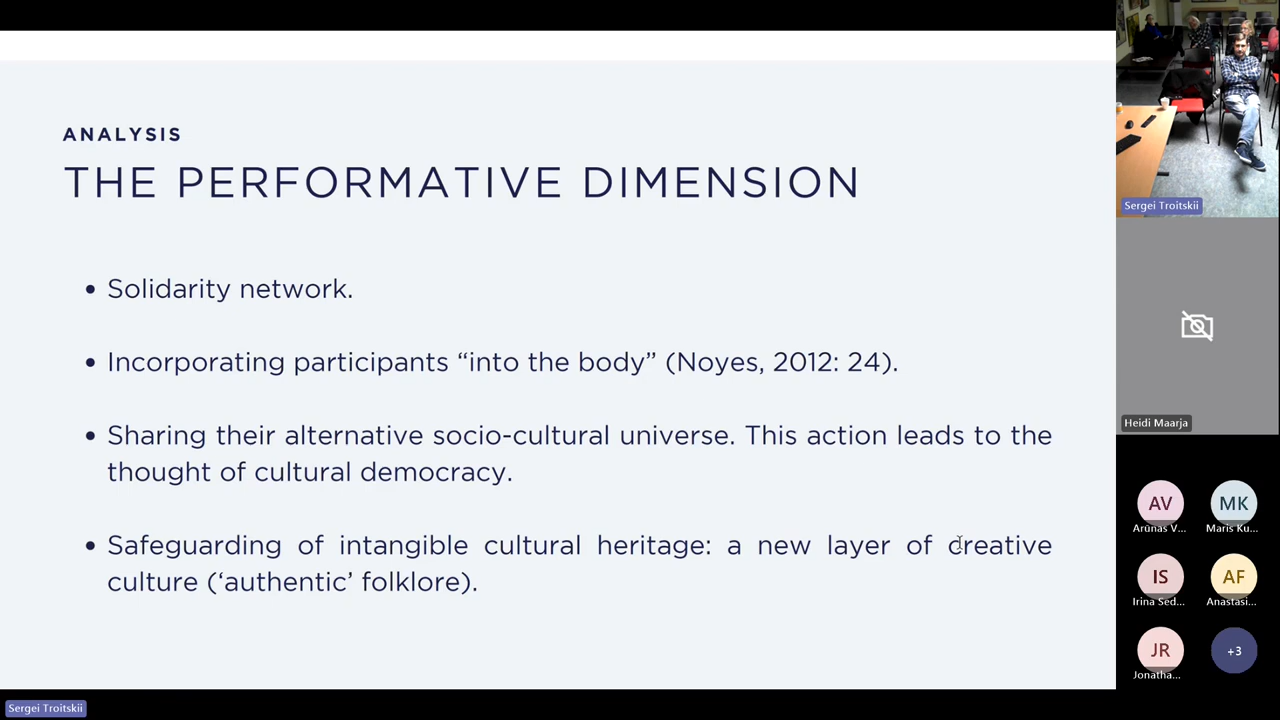 ANALYSIS
THE PERFORMATIVE DIMENSION
• Solidarity network.
• Incorporating participants “into the body” (Noyes, 2012: 24).
• Sharing their alternative socio-cultural universe. This action leads to the
thought of cultural democracy.
• Safeguarding of intangible cultural heritage: a new layer of creative
culture (‘authentic’ folklore).
Sergei Troitskii
Heidi Maarja
AV
MK
Arūnas V...
Maris Ku...
IS
AF
Irina Sed...
Anastasi...
JR
+3
Jonatha...
Sergei Troitskii